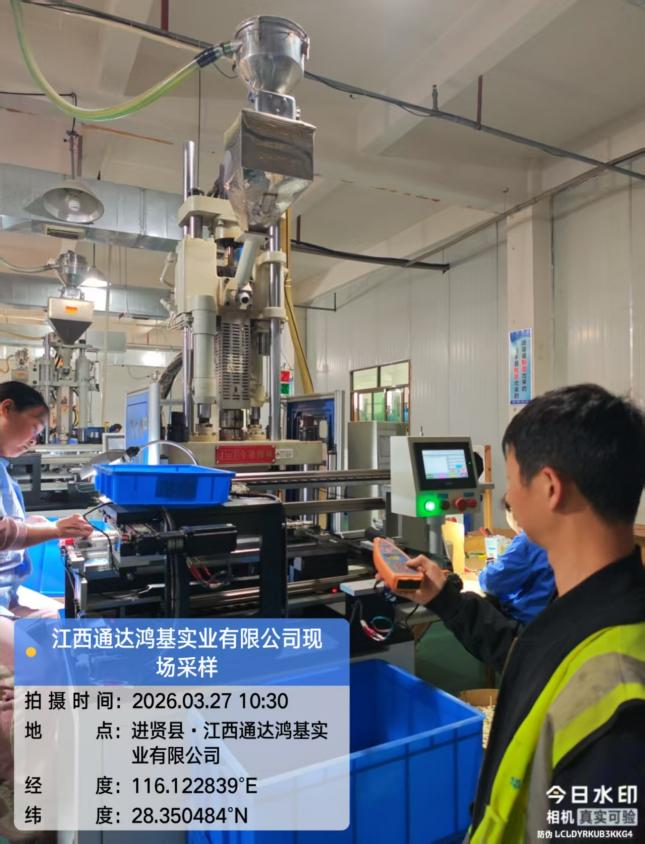 江西通达鸿基实业有限公司现
场采样
拍摄时间：2026.03.27 10:30
地点：进贤县·江西通达鸿基实
业有限公司
经度：116.122839°E
纬度：28.350484°N
今日水印
相机 真实可验
防伪 LCLDYRKUB3KKG4